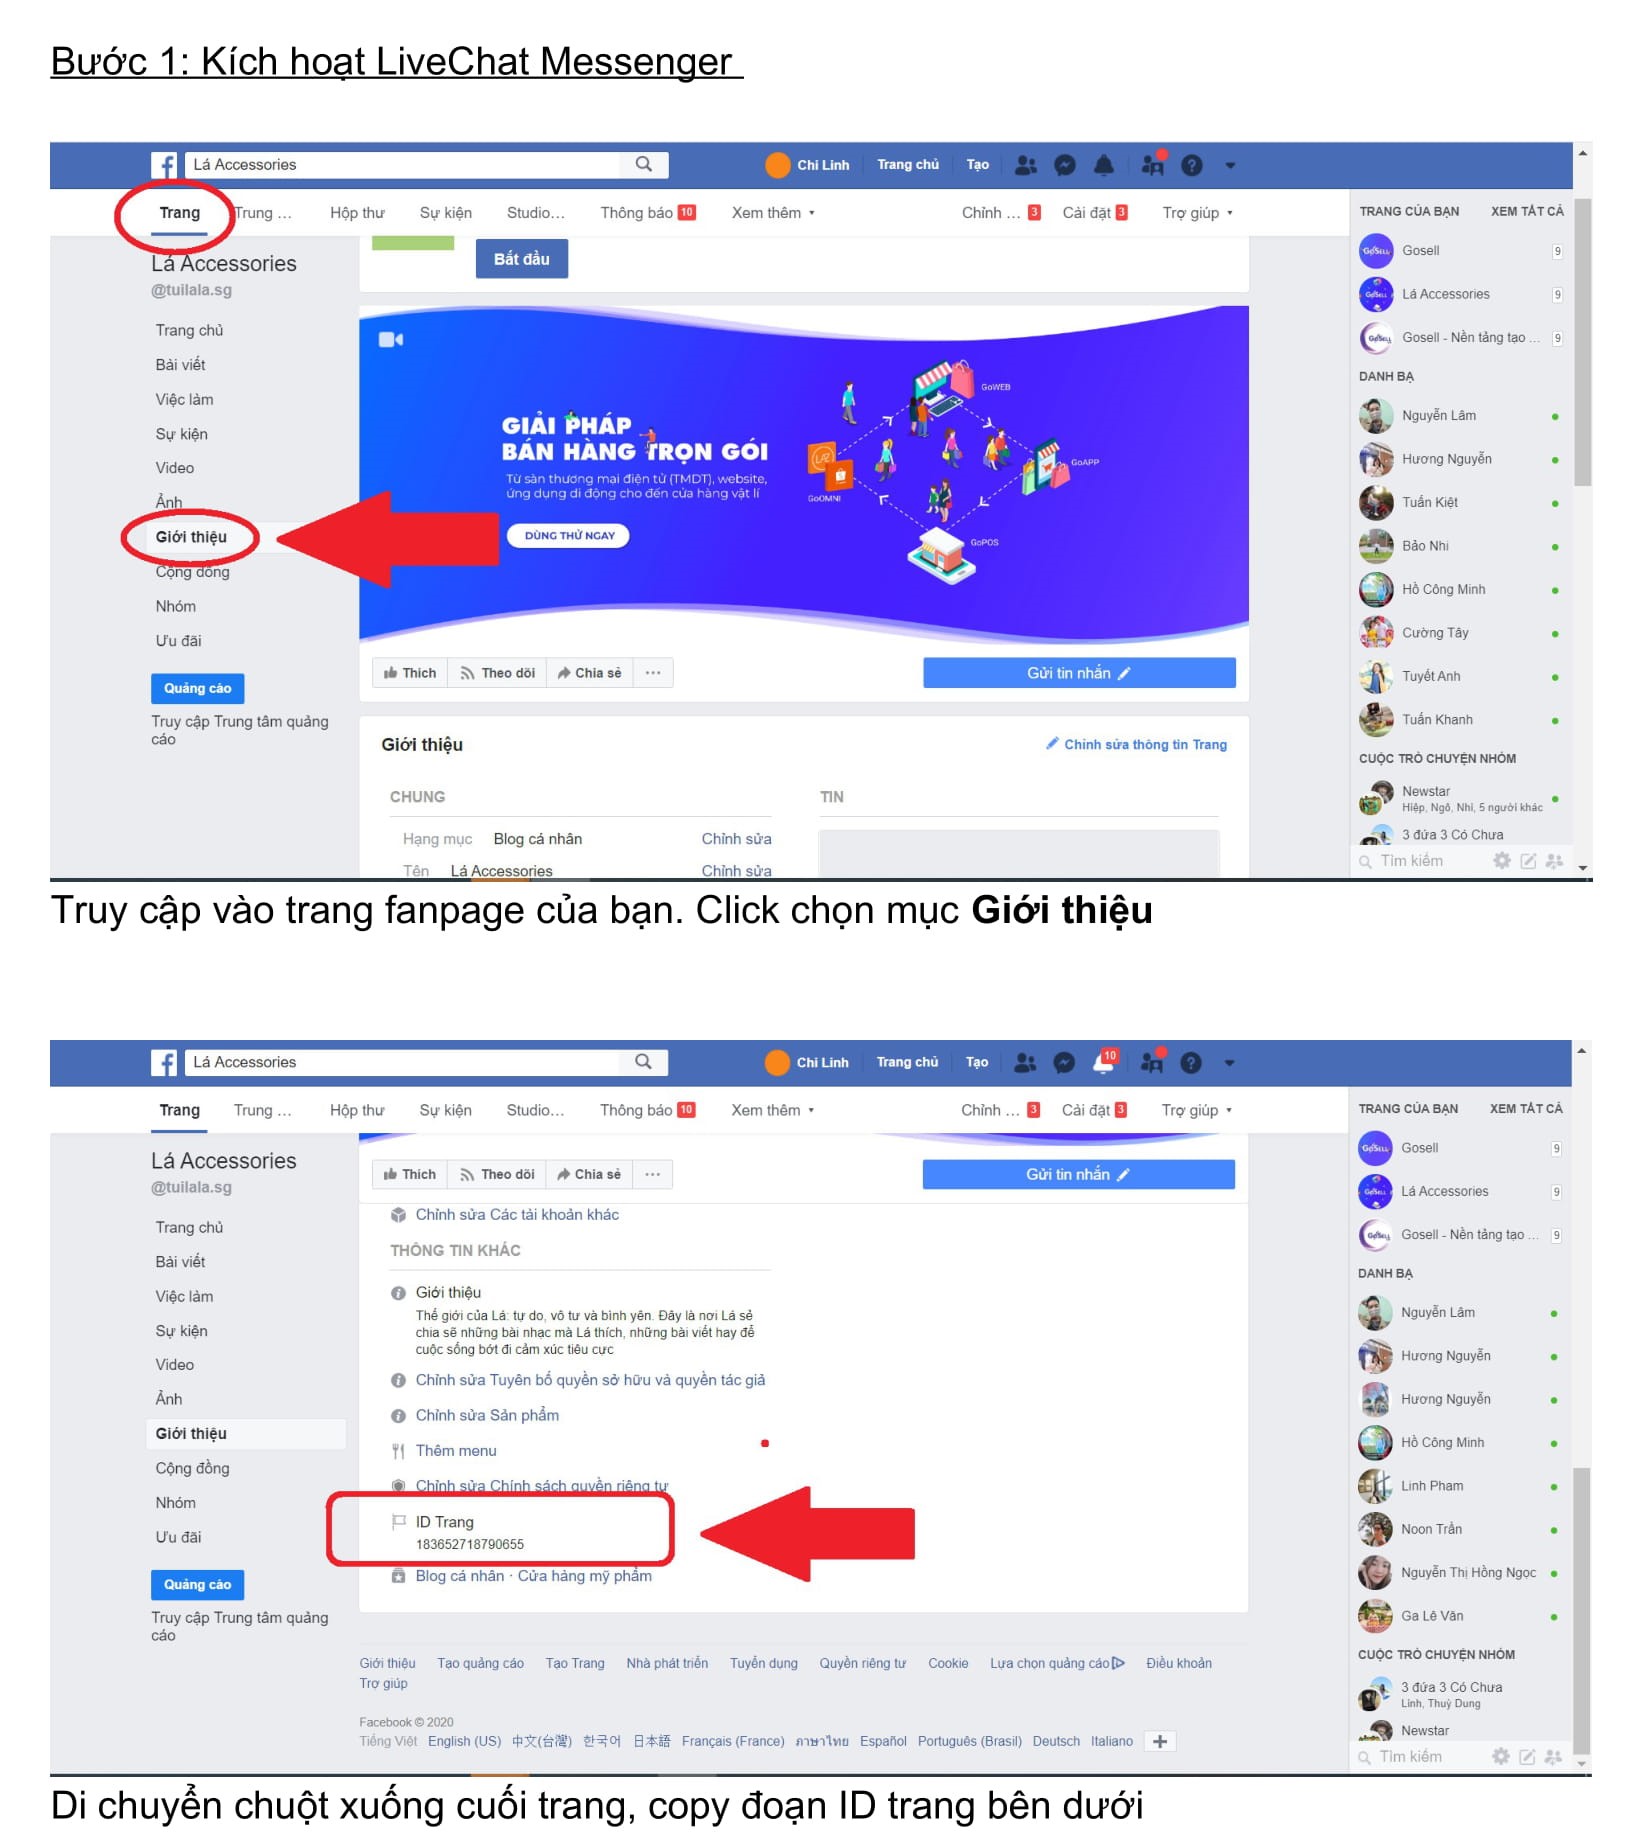 Bước 1: Kích hoạt LiveChat Messenger
Lá Accessories
Chi Linh Trang chủ Tạo
Trang Trung ... Hộp thư Sự kiện Studio... Thông báo 10 Xem thêm Chỉnh ... 3 Cài đặt 3 Trợ giúp
Lá Accessories
@tuilala.sg
Trang chủ
Bài viết
Việc làm
Sự kiện
Video
Ảnh
Giới thiệu
Cộng đồng
Nhóm
Ưu đãi
Quảng cáo
Truy cập Trung tâm quảng
cáo
Bắt đầu
GIẢI PHÁP
BÁN HÀNG TRỌN GÓI
Từ sàn thương mại điện tử (TMDT), website,
ứng dụng di động cho đến cửa hàng vật lí
DÙNG THỬ NGAY
GoWEB
GoAPP
GoOMNI
GoPOS
Thích Theo dõi Chia sẻ ...
Gửi tin nhắn
Giới thiệu
Chỉnh sửa thông tin Trang
CHUNG TIN
Hạng mục Blog cá nhân Chỉnh sửa
Tên Lá Accessories Chỉnh sửa
TRANG CỦA BẠN XEM TẤT CẢ
Gosell 9
Lá Accessories 9
Gosell - Nền tảng tạo ... 9
DANH BẠ
Nguyễn Lâm
Hương Nguyễn
Tuấn Kiệt
Bảo Nhi
Hồ Công Minh
Cường Tây
Tuyết Anh
Tuấn Khanh
CUỘC TRÒ CHUYỆN NHÓM
Newstar
Hiệp, Ngô, Nhi, 5 người khác
3 đứa 3 Có Chưa
Tìm kiếm
Truy cập vào trang fanpage của bạn. Click chọn mục Giới thiệu
Lá Accessories
Chi Linh Trang chủ Tạo 10
Trang Trung ... Hộp thư Sự kiện Studio... Thông báo 10 Xem thêm Chỉnh ... 3 Cài đặt 3 Trợ giúp
Lá Accessories
@tuilala.sg
Trang chủ
Bài viết
Việc làm
Sự kiện
Video
Ảnh
Giới thiệu
Cộng đồng
Nhóm
Ưu đãi
Quảng cáo
Truy cập Trung tâm quảng
cáo
Thích Theo dõi Chia sẻ ...
Gửi tin nhắn
Chỉnh sửa Các tài khoản khác
THÔNG TIN KHÁC
Giới thiệu
Thế giới của Lá: tự do, vô tư và bình yên. Đây là nơi Lá sẻ
chia sẽ những bài nhạc mà Lá thích, những bài viết hay để
cuộc sống bớt đi cảm xúc tiêu cực
Chỉnh sửa Tuyên bố quyền sở hữu và quyền tác giả
Chỉnh sửa Sản phẩm
Thêm menu
Chỉnh sửa Chính sách quyền riêng tư
ID Trang
183652718790655
Blog cá nhân · Cửa hàng mỹ phẩm
Giới thiệu Tạo quảng cáo Tạo Trang Nhà phát triển Tuyển dụng Quyền riêng tư Cookie Lựa chọn quảng cáo Điều khoản
Trợ giúp
Facebook © 2020
Tiếng Việt English (US) 中文(台灣) 한국어 日本語 Français (France) ภาษาไทย Español Português (Brasil) Deutsch Italiano
TRANG CỦA BẠN XEM TẤT CẢ
Gosell 9
Lá Accessories 9
Gosell - Nền tảng tạo ... 9
DANH BẠ
Nguyễn Lâm
Hương Nguyễn
Hương Nguyễn
Hồ Công Minh
Linh Pham
Noon Trần
Nguyễn Thị Hồng Ngọc
Ga Lê Văn
CUỘC TRÒ CHUYỆN NHÓM
3 đứa 3 Có Chưa
Linh, Thuỳ Dung
Newstar
Tìm kiếm
Di chuyển chuột xuống cuối trang, copy đoạn ID trang bên dưới